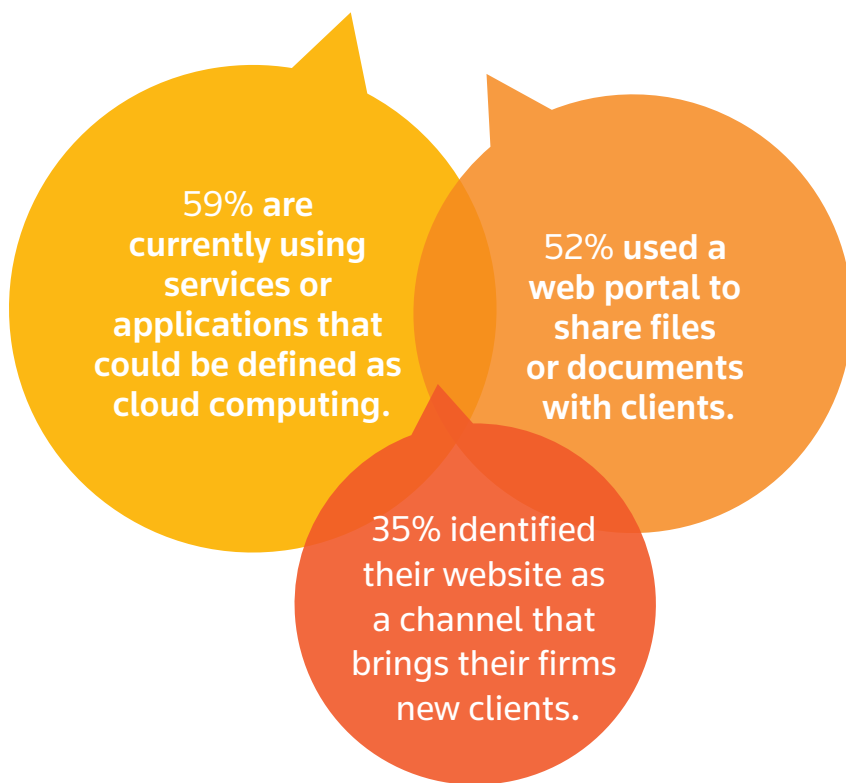 59% are
currently using
services or
applications that
could be defined as
cloud computing.
52% used a
web portal to
share files
or documents
with clients.
35% identified
their website as
a channel that
brings their firms
new clients.